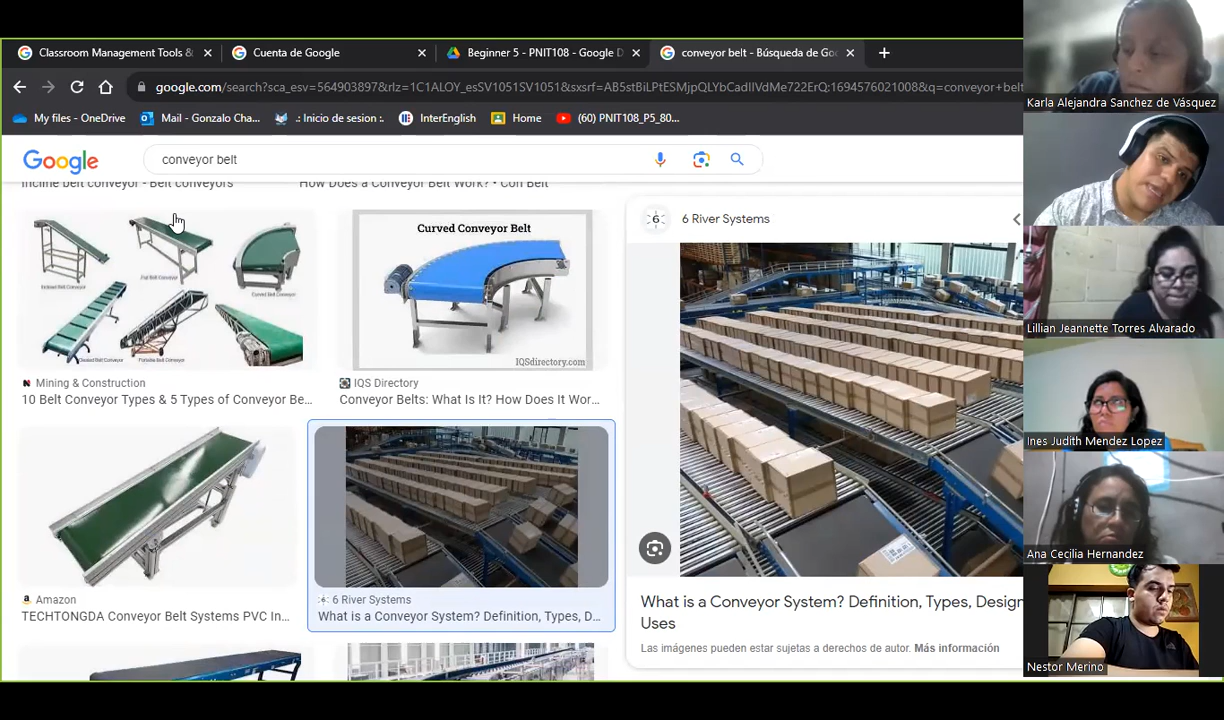 Classroom Management Tools &
Cuenta de Google
Beginner 5 - PNIT108 - Google D
conveyor belt - Búsqueda de Goo
google.com/search?sca_esv=564903897&rlz=1C1ALOY_esSV1051SV1051&sxsrf=AB5stBiLPtESMjpQLYbCadIIVdMe722ErQ:1694576021008&q=conveyor+belt
My files - OneDrive
Mail - Gonzalo Cha...
.: Inicio de sesion :.
InterEnglish
Home
(60) PNIT108_P5_80...
Google
conveyor belt
Incline belt conveyor - Belt conveyors
How Does a Conveyor Belt Work? • Con Belt
Curved Conveyor Belt
IQSdirectory.com
Mining & Construction
10 Belt Conveyor Types & 5 Types of Conveyor Be...
IQS Directory
Conveyor Belts: What Is It? How Does It Wor...
Amazon
TECHTONGDA Conveyor Belt Systems PVC In...
6 River Systems
What is a Conveyor System? Definition, Types, D...
6
6 River Systems
What is a Conveyor System? Definition, Types, Design
Uses
Las imágenes pueden estar sujetas a derechos de autor. Más información
Karla Alejandra Sanchez de Vásquez
Lillian Jeannette Torres Alvarado
Ines Judith Mendez Lopez
Ana Cecilia Hernandez
Nestor Merino